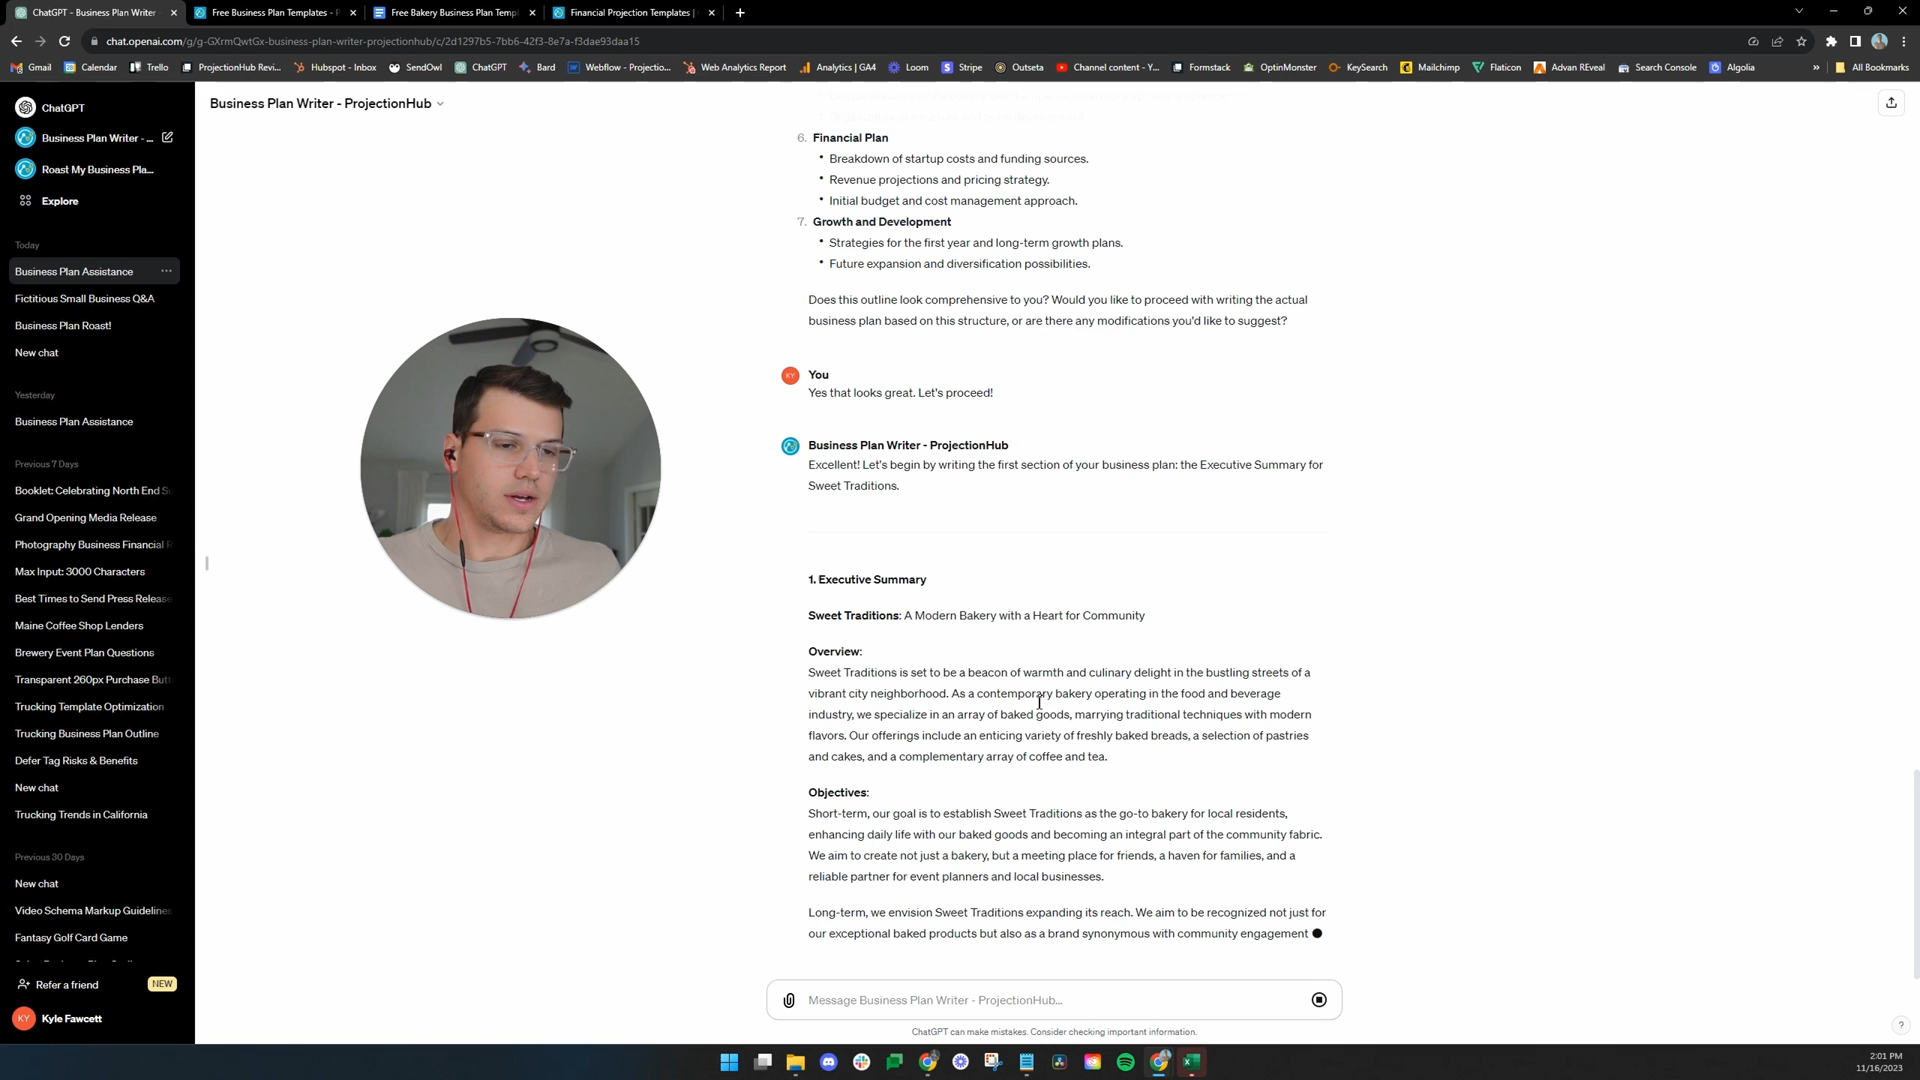 ChatGPT - Business Plan Writer
Free Business Plan Templates - P
Free Bakery Business Plan Templ
Financial Projection Templates |
chat.openai.com/g/g-GXrmQwtGx-business-plan-writer-projectionhub/c/2d1297b5-7bb6-42f3-8e7a-f3dae93daa15
Gmail
Calendar
Trello
ProjectionHub Revi...
Hubspot - Inbox
SendOwl
ChatGPT
Bard
Webflow - Projectio...
Web Analytics Report
Analytics | GA4
Loom
Stripe
Outseta
Channel content - Y...
Formstack
OptinMonster
KeySearch
Mailchimp
Flaticon
Advan REveal
Search Console
Algolia
»
All Bookmarks
ChatGPT
Business Plan Writer - ...
Roast My Business Pla...
Explore
Today
Business Plan Assistance ...
Fictitious Small Business Q&A
Business Plan Roast!
New chat
Yesterday
Business Plan Assistance
Previous 7 Days
Booklet: Celebrating North End S
Grand Opening Media Release
Photography Business Financial R
Max Input: 3000 Characters
Best Times to Send Press Release
Maine Coffee Shop Lenders
Brewery Event Plan Questions
Transparent 260px Purchase Butt
Trucking Template Optimization
Trucking Business Plan Outline
Defer Tag Risks & Benefits
New chat
Trucking Trends in California
Previous 30 Days
New chat
Video Schema Markup Guidelines
Fantasy Golf Card Game
Refer a friend NEW
KY Kyle Fawcett
Business Plan Writer - ProjectionHub
6. Financial Plan
• Breakdown of startup costs and funding sources.
• Revenue projections and pricing strategy.
• Initial budget and cost management approach.
7. Growth and Development
• Strategies for the first year and long-term growth plans.
• Future expansion and diversification possibilities.
Does this outline look comprehensive to you? Would you like to proceed with writing the actual
business plan based on this structure, or are there any modifications you'd like to suggest?
KY You
Yes that looks great. Let's proceed!
Business Plan Writer - ProjectionHub
Excellent! Let's begin by writing the first section of your business plan: the Executive Summary for
Sweet Traditions.
1. Executive Summary
Sweet Traditions: A Modern Bakery with a Heart for Community
Overview:
Sweet Traditions is set to be a beacon of warmth and culinary delight in the bustling streets of a
vibrant city neighborhood. As a contemporary bakery operating in the food and beverage
industry, we specialize in an array of baked goods, marrying traditional techniques with modern
flavors. Our offerings include an enticing variety of freshly baked breads, a selection of pastries
and cakes, and a complementary array of coffee and tea.
Objectives:
Short-term, our goal is to establish Sweet Traditions as the go-to bakery for local residents,
enhancing daily life with our baked goods and becoming an integral part of the community fabric.
We aim to create not just a bakery, but a meeting place for friends, a haven for families, and a
reliable partner for event planners and local businesses.
Long-term, we envision Sweet Traditions expanding its reach. We aim to be recognized not just for
our exceptional baked products but also as a brand synonymous with community engagement
Message Business Plan Writer - ProjectionHub...
ChatGPT can make mistakes. Consider checking important information.
?
2:01 PM
11/16/2023